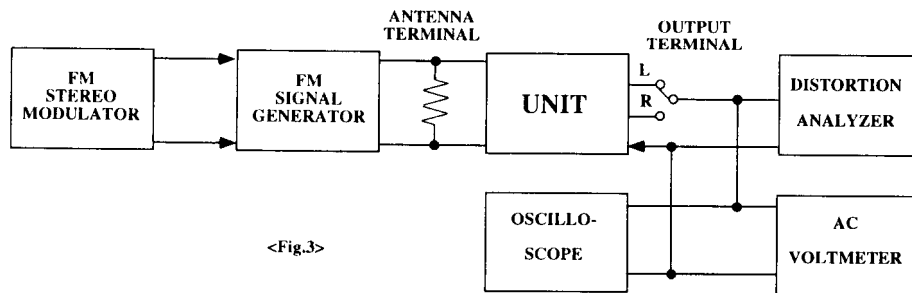 ANTENNA
TERMINAL
OUTPUT
TERMINAL
FM
STEREO
MODULATOR
FM
SIGNAL
GENERATOR
UNIT
L
R
DISTORTION
ANALYZER
OSCILLO-
SCOPE
AC
VOLTMETER
<Fig.3>